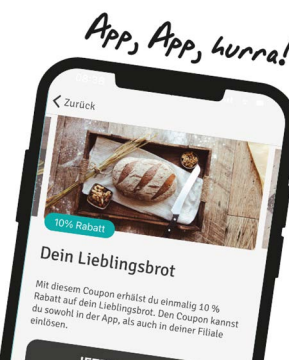 App, App, hurra!
Zurück
10% Rabatt
Dein Lieblingsbrot
Mit diesem Coupon erhälst du einmalig 10 %
Rabatt auf dein Lieblingsbrot. Den Coupon kannst
du sowohl in der App, als auch in deiner Filiale
einlösen.